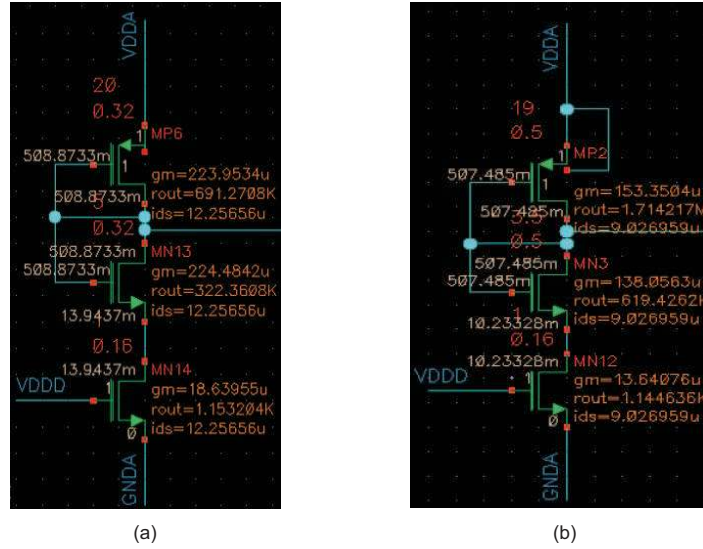 VDDA
20
0.32
1
MP6
508.8733m
1
gm=223.9534u
508.8733m
rout=691.2708K
ids=12.25656u
0.32
508.8733m
MN13
508.8733m
gm=224.4842u
rout=322.3608K
13.9437m
ids=12.25656u
1
0.16
13.9437m
MN14
VDDD
1
gm=18.63955u
rout=1.153204K
0
ids=12.25656u
GNDA
(a)
VDDA
19
0.5
1
MP2
507.485m
1
gm=153.3504u
507.485m
rout=1.714217M
ids=9.026959u
0.5
507.485m
MN3
507.485m
gm=138.0563u
rout=619.4262K
10.23328m
ids=9.026959u
1
0.16
10.23328m
MN12
VDDD
1
gm=13.64076u
rout=1.144636K
0
ids=9.026959u
GNDA
(b)